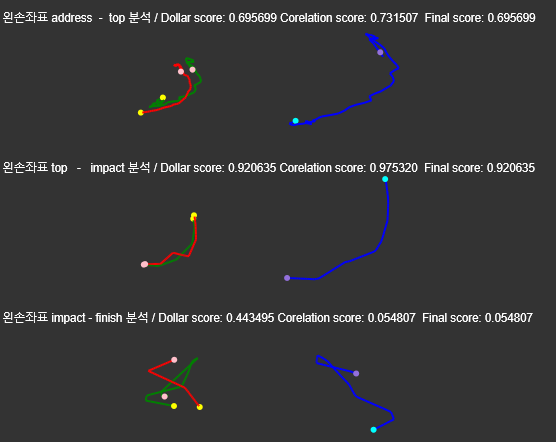 왼손좌표 address - top 분석 / Dollar score: 0.695699 Corelation score: 0.731507 Final score: 0.695699
왼손좌표 top - impact 분석 / Dollar score: 0.920635 Corelation score: 0.975320 Final score: 0.920635
왼손좌표 impact - finish 분석 / Dollar score: 0.443495 Corelation score: 0.054807 Final score: 0.054807